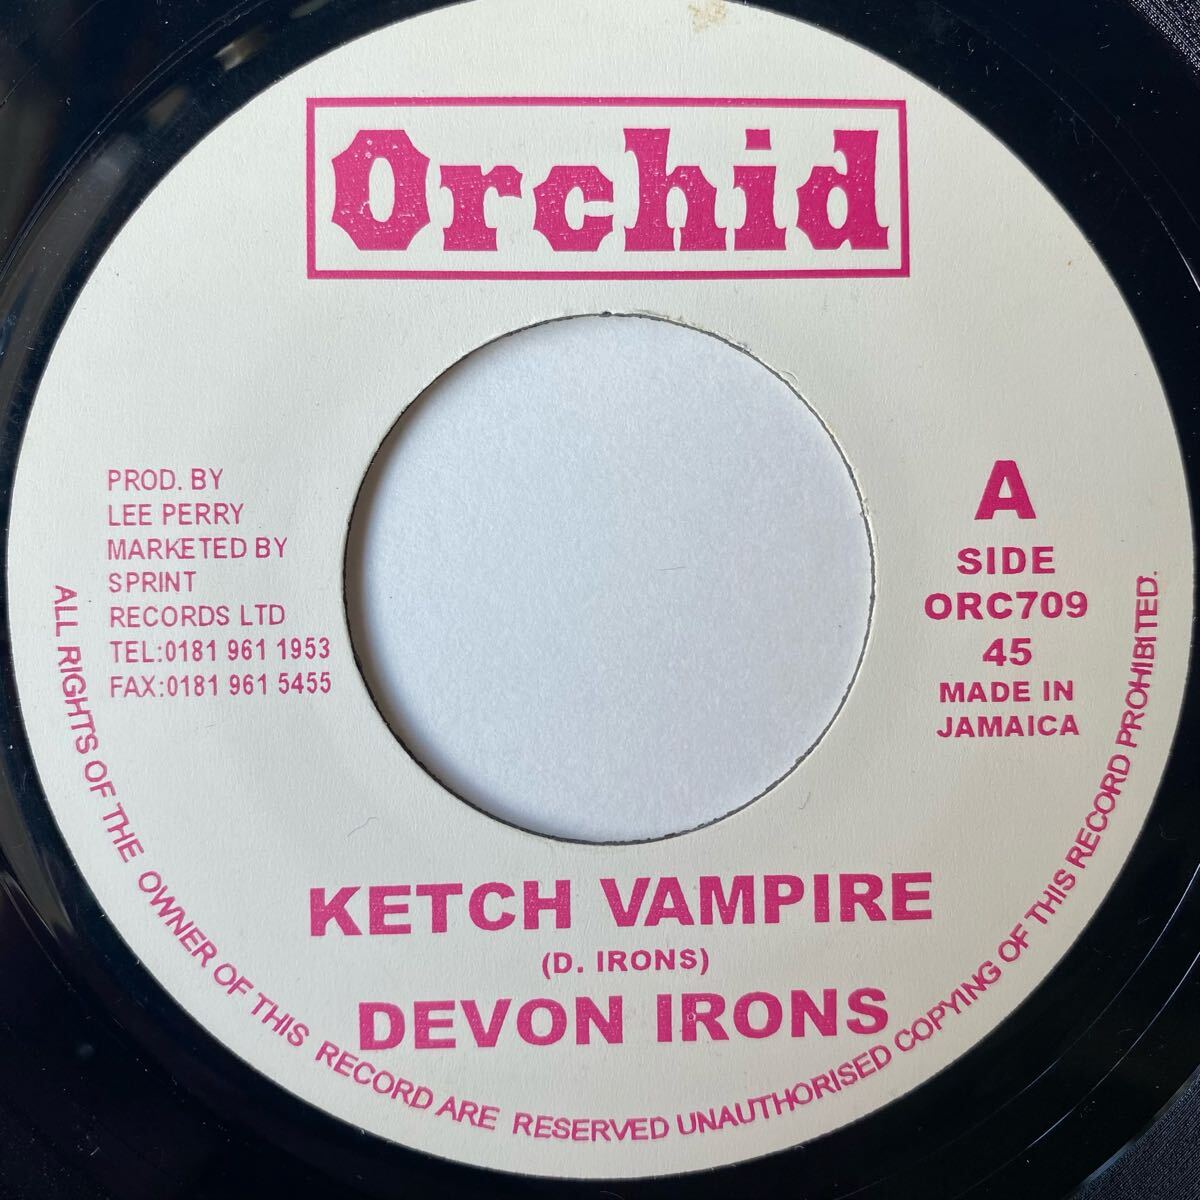 Orchid
PROD. BY
LEE PERRY
MARKETED BY
SPRINT
RECORDS LTD
TEL:0181 961 1953
FAX:0181 961 5455
A
SIDE
ORC709
45
MADE IN
JAMAICA
KETCH VAMPIRE
(D. IRONS)
DEVON IRONS
ALL RIGHTS OF THE OWNER OF THIS RECORD ARE RESERVED UNAUTHORISED COPYING OF THIS RECORD PROHIBITED.